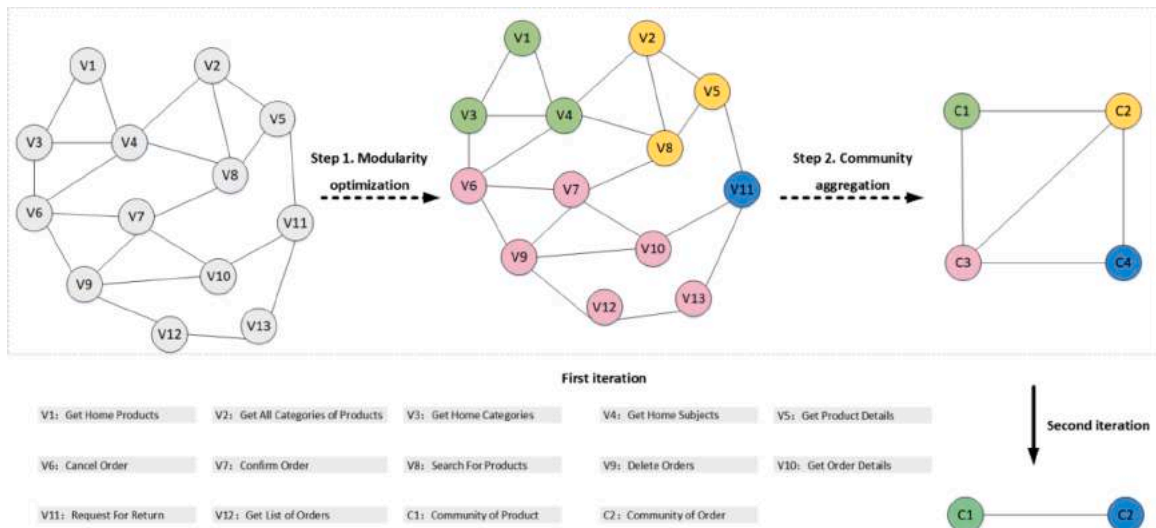 V1
V2
V3
V4
V5
V6
V7
V8
V9
V10
V11
V12
V13
Step 1. Modularity
optimization
V1
V2
V3
V4
V5
V6
V7
V8
V9
V10
V11
V12
V13
Step 2. Community
aggregation
C1
C2
C3
C4
First iteration
V1: Get Home Products
V2: Get All Categories of Products
V3: Get Home Categories
V4: Get Home Subjects
V5: Get Product Details
V6: Cancel Order
V7: Confirm Order
V8: Search For Products
V9: Delete Orders
V10: Get Order Details
V11: Request For Return
V12: Get List of Orders
C1: Community of Product
C2: Community of Order
Second iteration
C1
C2